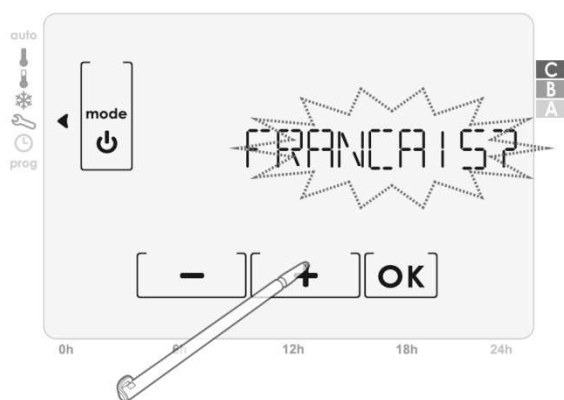 auto
C
B
A
mode
FRANCAIS?
prog
- + OK
0h 6h 12h 18h 24h